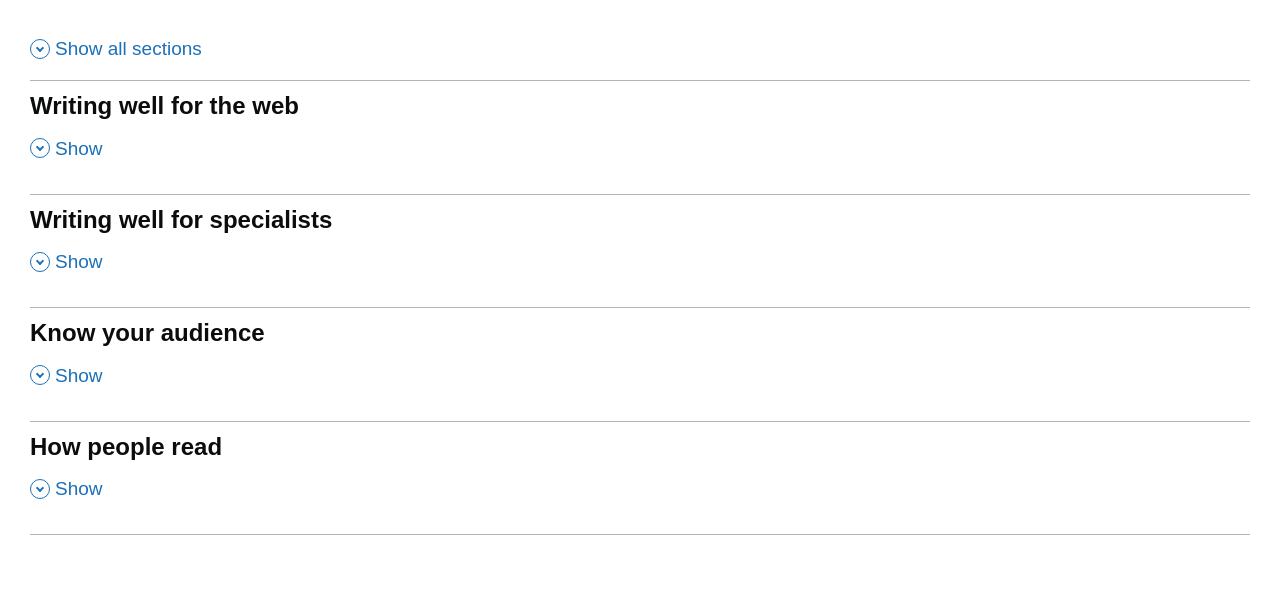 Show all sections
Writing well for the web
Show
Writing well for specialists
Show
Know your audience
Show
How people read
Show